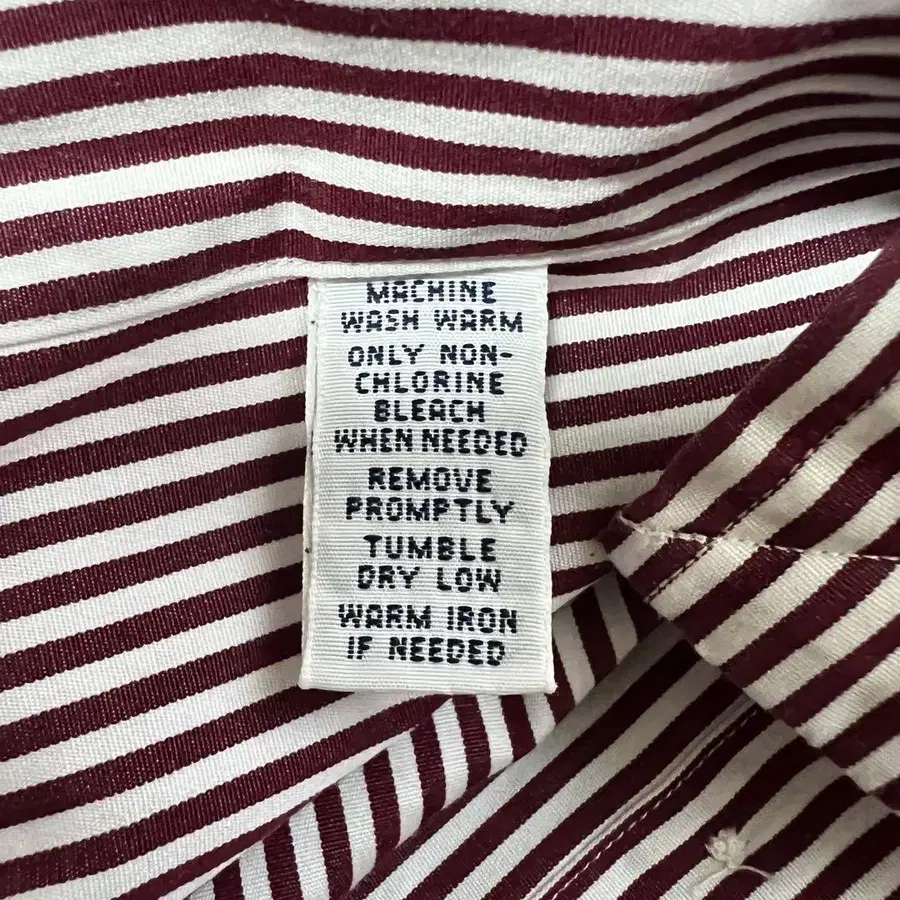 MACHINE
WASH WARM
ONLY NON-
CHLORINE
BLEACH
WHEN NEEDED
REMOVE
PROMPTLY
TUMBLE
DRY LOW
WARM IRON
IF NEEDED